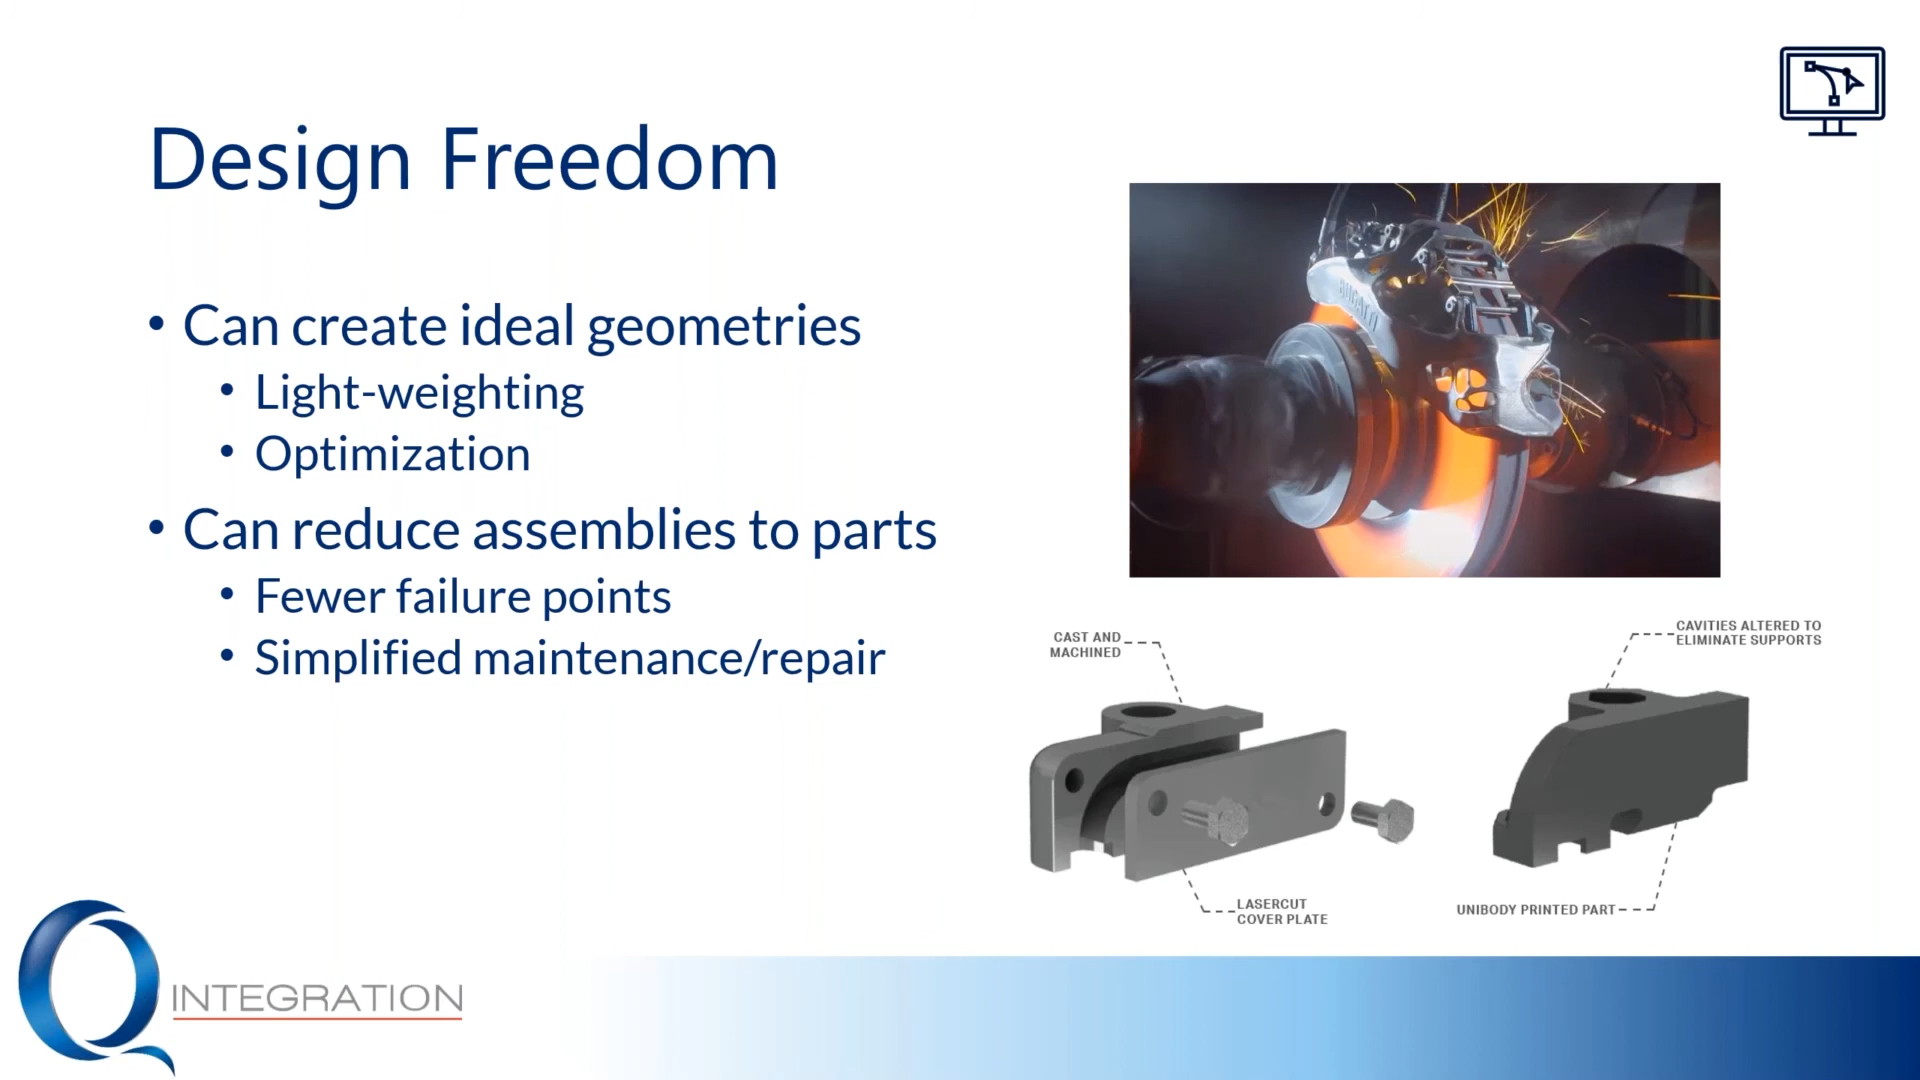 Design Freedom
• Can create ideal geometries
• Light-weighting
• Optimization
• Can reduce assemblies to parts
• Fewer failure points
• Simplified maintenance/repair
BUGATTI
CAST AND
MACHINED
LASERCUT
COVER PLATE
CAVITIES ALTERED TO
ELIMINATE SUPPORTS
UNIBODY PRINTED PART
Q INTEGRATION